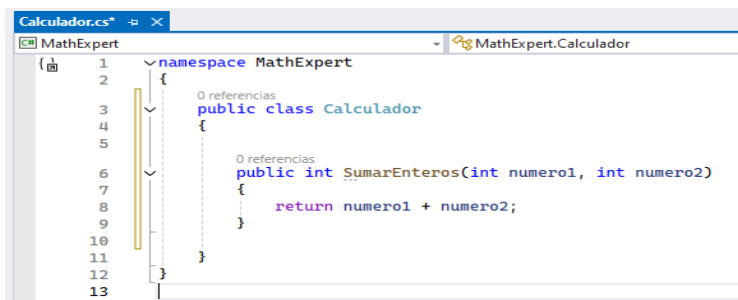 Calculador.cs*
C# MathExpert MathExpert.Calculador
1 namespace MathExpert
2 {
0 referencias
3 public class Calculador
4 {
5
0 referencias
6 public int SumarEnteros(int numero1, int numero2)
7 {
8 return numero1 + numero2;
9 }
10
11 }
12 }
13